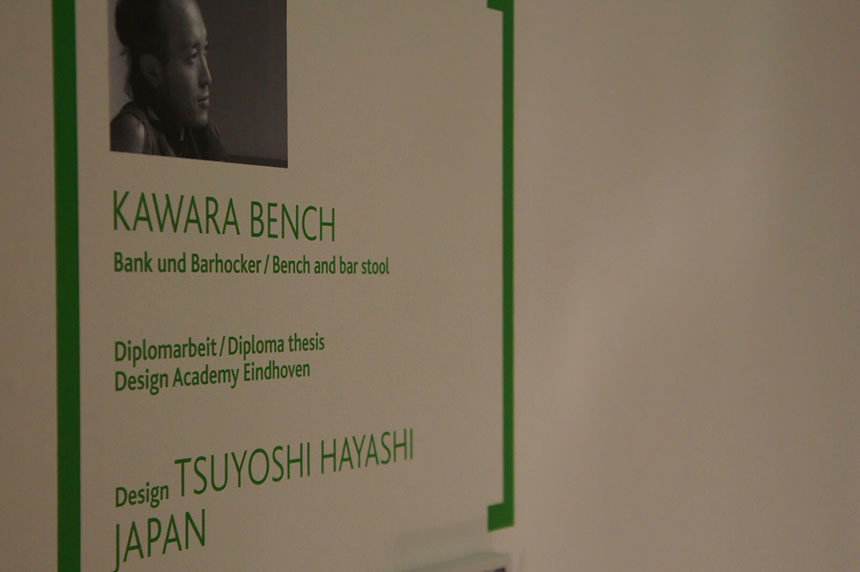 KAWARA BENCH
Bank und Barhocker / Bench and bar stool
Diplomarbeit / Diploma thesis
Design Academy Eindhoven
Design TSUYOSHI HAYASHI
JAPAN